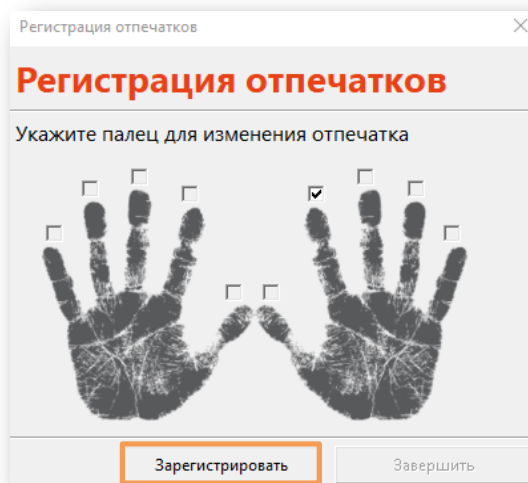 Регистрация отпечатков
Регистрация отпечатков
Укажите палец для изменения отпечатка
Зарегистрировать
Завершить